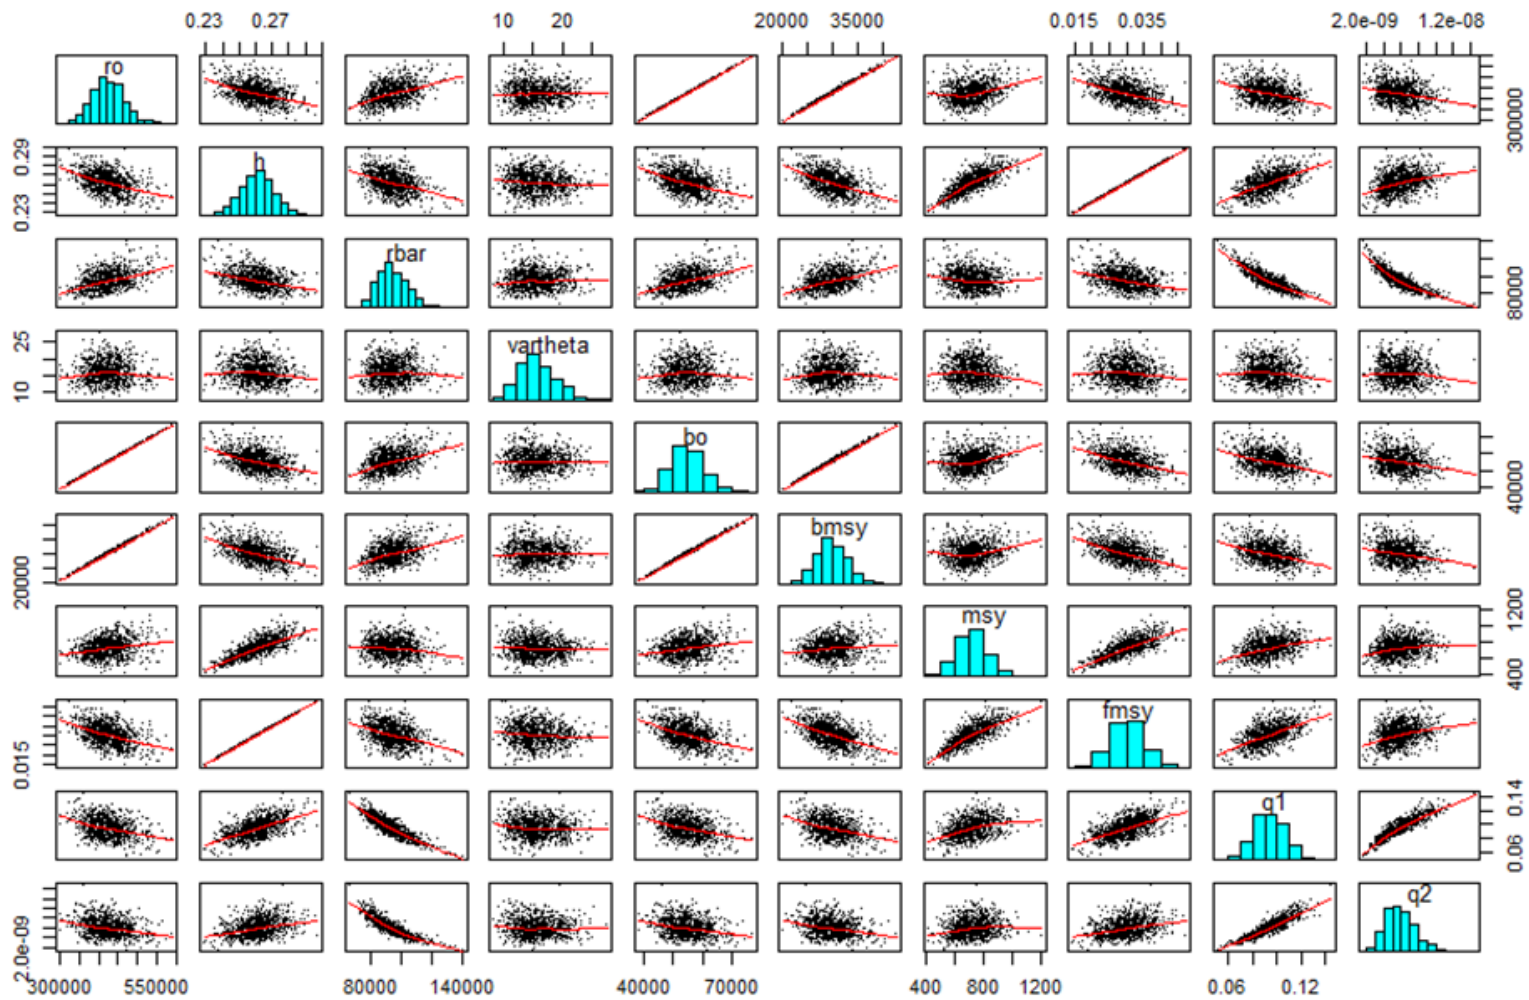 0.23 0.27 10 20 20000 35000 0.015 0.035 2.0e-09 1.2e-08
ro
300000
0.23 0.29
h
rbar
80000
10 25
vartheta
bo
40000
20000
bmsy
msy
400 1200
0.015
fmsy
q1
0.06 0.14
2.0e-09
q2
300000 550000 80000 140000 40000 70000 400 800 1200 0.06 0.12